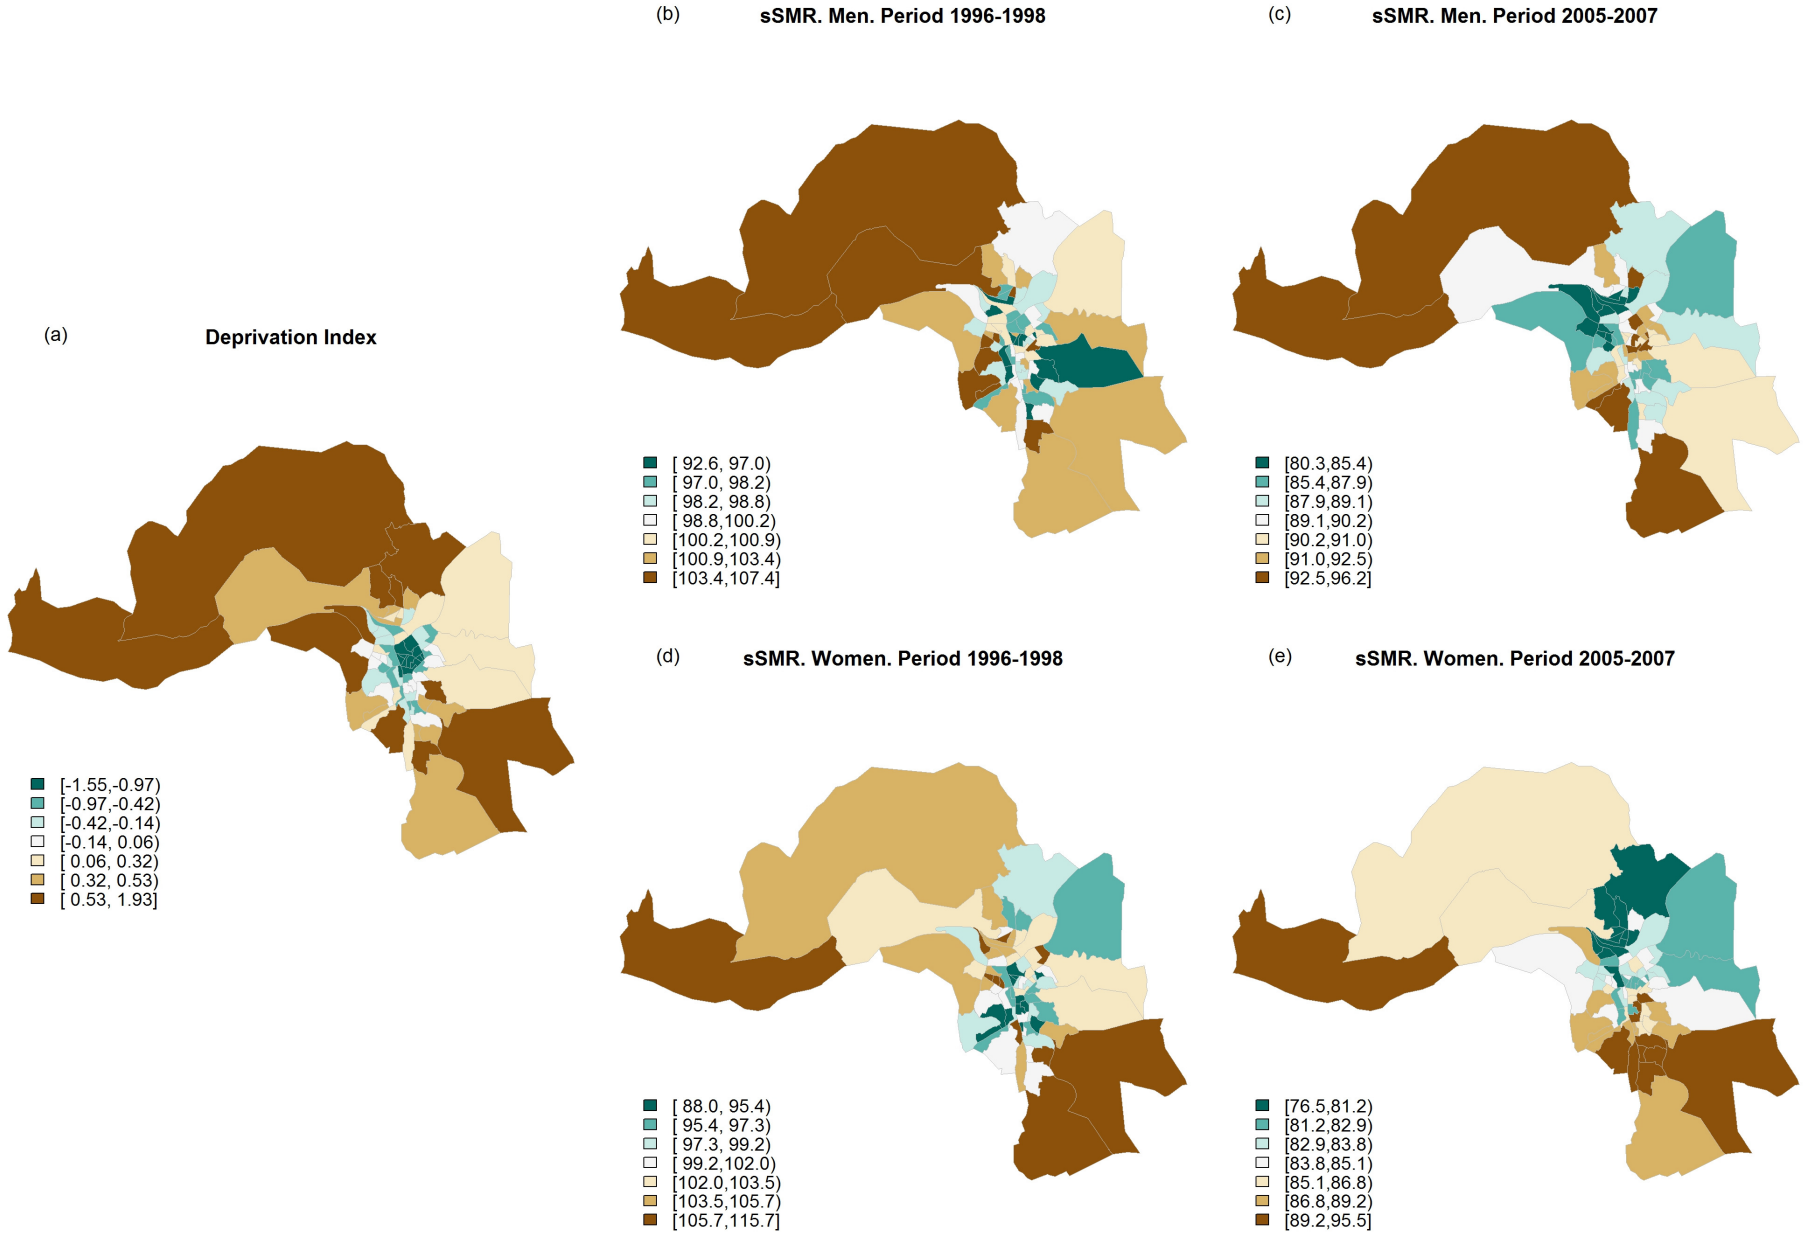 (a) Deprivation Index
[-1.55,-0.97)
[-0.97,-0.42)
[-0.42,-0.14)
[-0.14, 0.06)
[ 0.06, 0.32)
[ 0.32, 0.53)
[ 0.53, 1.93]
(b) sSMR. Men. Period 1996-1998
[ 92.6, 97.0)
[ 97.0, 98.2)
[ 98.2, 98.8)
[ 98.8,100.2)
[100.2,100.9)
[100.9,103.4)
[103.4,107.4]
(c) sSMR. Men. Period 2005-2007
[80.3,85.4)
[85.4,87.9)
[87.9,89.1)
[89.1,90.2)
[90.2,91.0)
[91.0,92.5)
[92.5,96.2]
(d) sSMR. Women. Period 1996-1998
[ 88.0, 95.4)
[ 95.4, 97.3)
[ 97.3, 99.2)
[ 99.2,102.0)
[102.0,103.5)
[103.5,105.7)
[105.7,115.7]
(e) sSMR. Women. Period 2005-2007
[76.5,81.2)
[81.2,82.9)
[82.9,83.8)
[83.8,85.1)
[85.1,86.8)
[86.8,89.2)
[89.2,95.5]